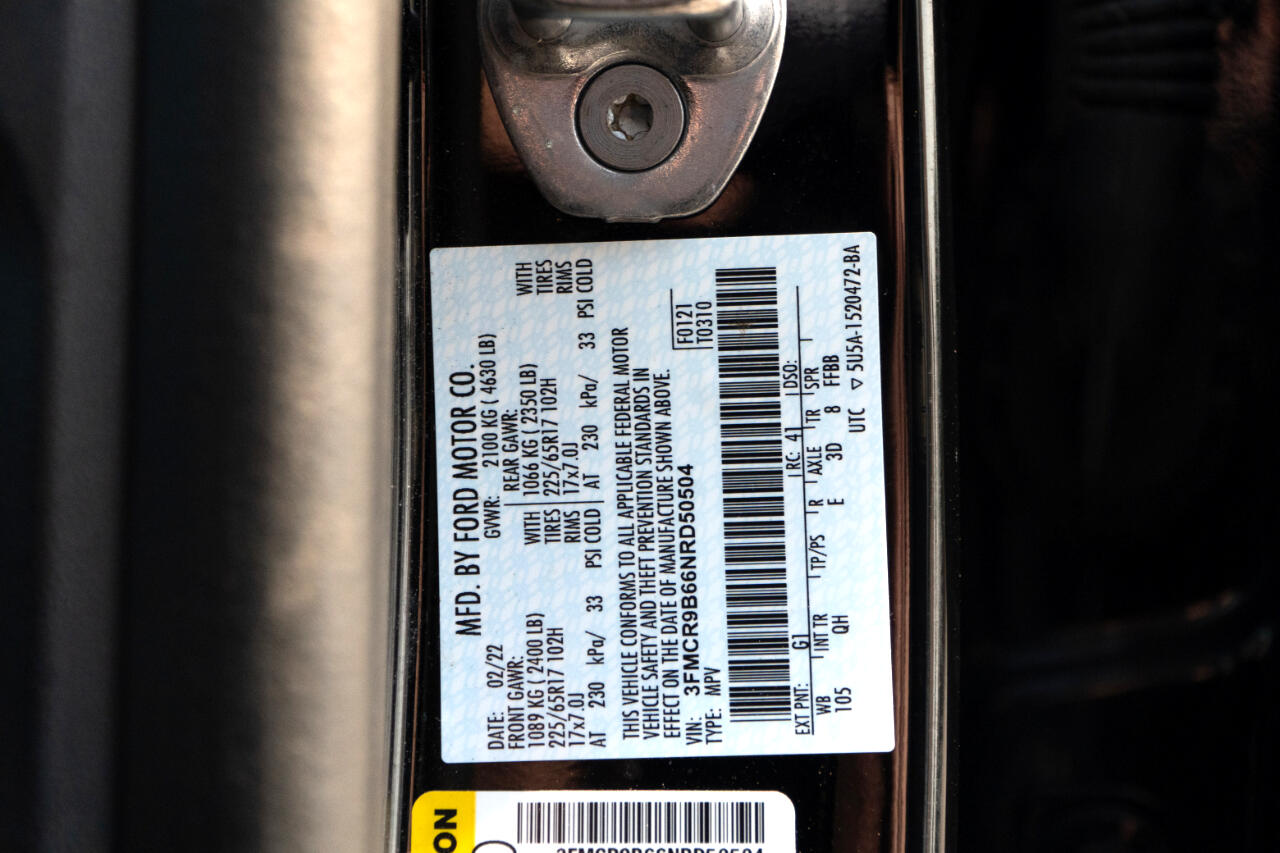 MFD. BY FORD MOTOR CO.
DATE: 02/22 GVWR: 2100 KG ( 4630 LB)
FRONT GAWR: REAR GAWR:
1089 KG ( 2400 LB) WITH 1066 KG ( 2350 LB) WITH
225/65R17 102H TIRES 225/65R17 102H TIRES
17x7.0J RIMS 17x7.0J RIMS
AT 230 kPa/ 33 PSI COLD AT 230 kPa/ 33 PSI COLD
THIS VEHICLE CONFORMS TO ALL APPLICABLE FEDERAL MOTOR
VEHICLE SAFETY AND THEFT PREVENTION STANDARDS IN
EFFECT ON THE DATE OF MANUFACTURE SHOWN ABOVE.
VIN: 3FMCR9B66NRD50504 F0121
TYPE: MPV T0310
EXT PNT: G1 RC: 41 DSO:
WB INT TR TP/PS R AXLE TR SPR
105 QH E 3D 8 FFBB
UTC ▽ 5U5A-1520472-BA
3FMCR9B66NRD50504